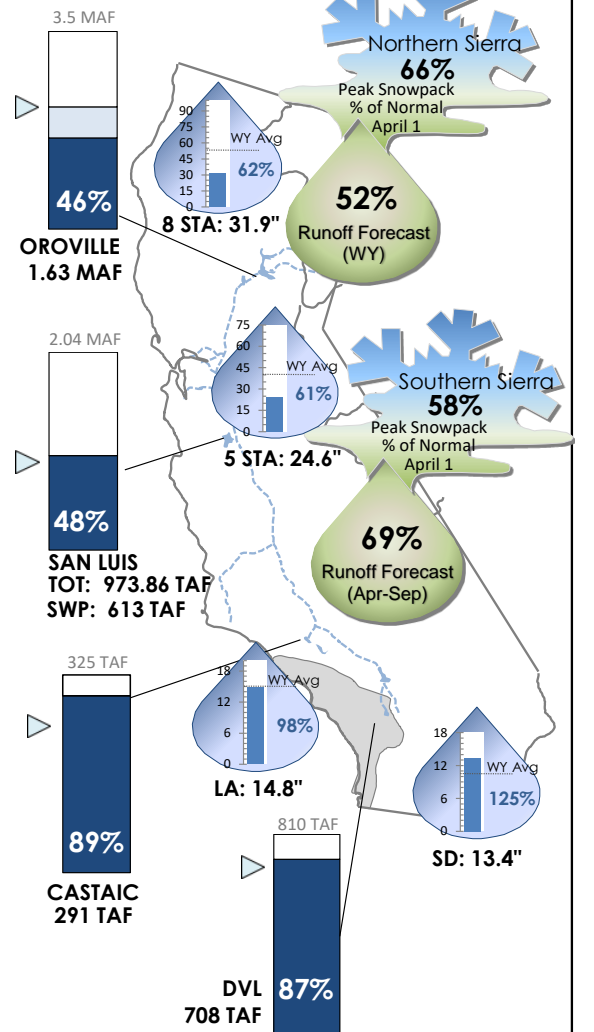 3.5 MAF
46%
OROVILLE
1.63 MAF
90
75
60
45
30
15
0
WY Avg
62%
8 STA: 31.9"
Northern Sierra
66%
Peak Snowpack
% of Normal
April 1
52%
Runoff Forecast
(WY)
2.04 MAF
48%
SAN LUIS
TOT: 973.86 TAF
SWP: 613 TAF
75
60
45
30
15
0
WY Avg
61%
5 STA: 24.6"
Southern Sierra
58%
Peak Snowpack
% of Normal
April 1
69%
Runoff Forecast
(Apr-Sep)
325 TAF
89%
CASTAIC
291 TAF
18
12
6
0
WY Avg
98%
LA: 14.8"
18
12
6
0
WY Avg
125%
SD: 13.4"
810 TAF
87%
DVL
708 TAF